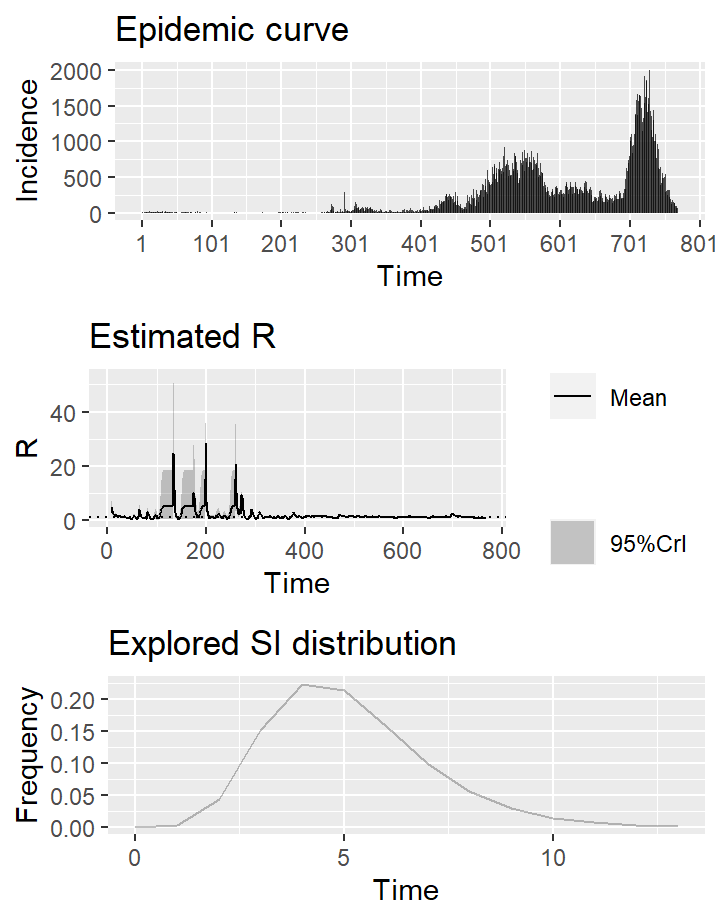 Epidemic curve
2000
1500
1000
500
0
Incidence
1 101 201 301 401 501 601 701 801
Time
Estimated R
40
20
0
R
0 200 400 600 800
Time
Mean
95%CrI
Explored SI distribution
0.20
0.15
0.10
0.05
0.00
Frequency
0 5 10
Time